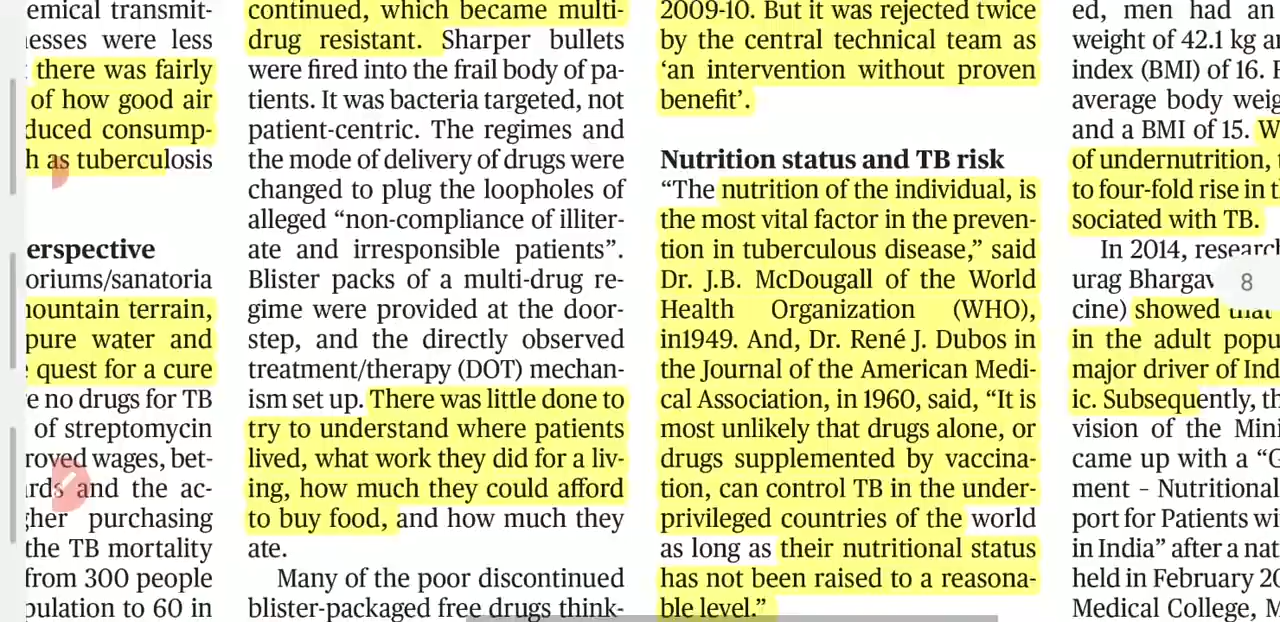 emical transmit-
esses were less
there was fairly
of how good air
duced consump-
as tuberculosis
erspective
oriums/sanatoria
ountain terrain,
pure water and
quest for a cure
e no drugs for TB
of streptomycin
roved wages, bet-
rds and the ac-
gher purchasing
the TB mortality
from 300 people
pulation to 60 in
continued, which became multi-
drug resistant. Sharper bullets
were fired into the frail body of pa-
tients. It was bacteria targeted, not
patient-centric. The regimes and
the mode of delivery of drugs were
changed to plug the loopholes of
alleged “non-compliance of illiter-
ate and irresponsible patients”.
Blister packs of a multi-drug re-
gime were provided at the door-
step, and the directly observed
treatment/therapy (DOT) mechan-
ism set up. There was little done to
try to understand where patients
lived, what work they did for a liv-
ing, how much they could afford
to buy food, and how much they
ate.
Many of the poor discontinued
blister-packaged free drugs think-
2009-10. But it was rejected twice
by the central technical team as
‘an intervention without proven
benefit’.
Nutrition status and TB risk
“The nutrition of the individual, is
the most vital factor in the preven-
tion in tuberculous disease,” said
Dr. J.B. McDougall of the World
Health Organization (WHO),
in1949. And, Dr. René J. Dubos in
the Journal of the American Medi-
cal Association, in 1960, said, “It is
most unlikely that drugs alone, or
drugs supplemented by vaccina-
tion, can control TB in the under-
privileged countries of the world
as long as their nutritional status
has not been raised to a reasona-
ble level.”
ed, men had an
weight of 42.1 kg a
index (BMI) of 16.
average body weig
and a BMI of 15. W
of undernutrition,
to four-fold rise in t
sociated with TB.
In 2014, research
urag Bhargav
cine) showed that
in the adult popu
major driver of Ind
ic. Subsequently, th
vision of the Mini
came up with a “G
ment – Nutritional
port for Patients wi
in India” after a nat
held in February 20
Medical College, M
8